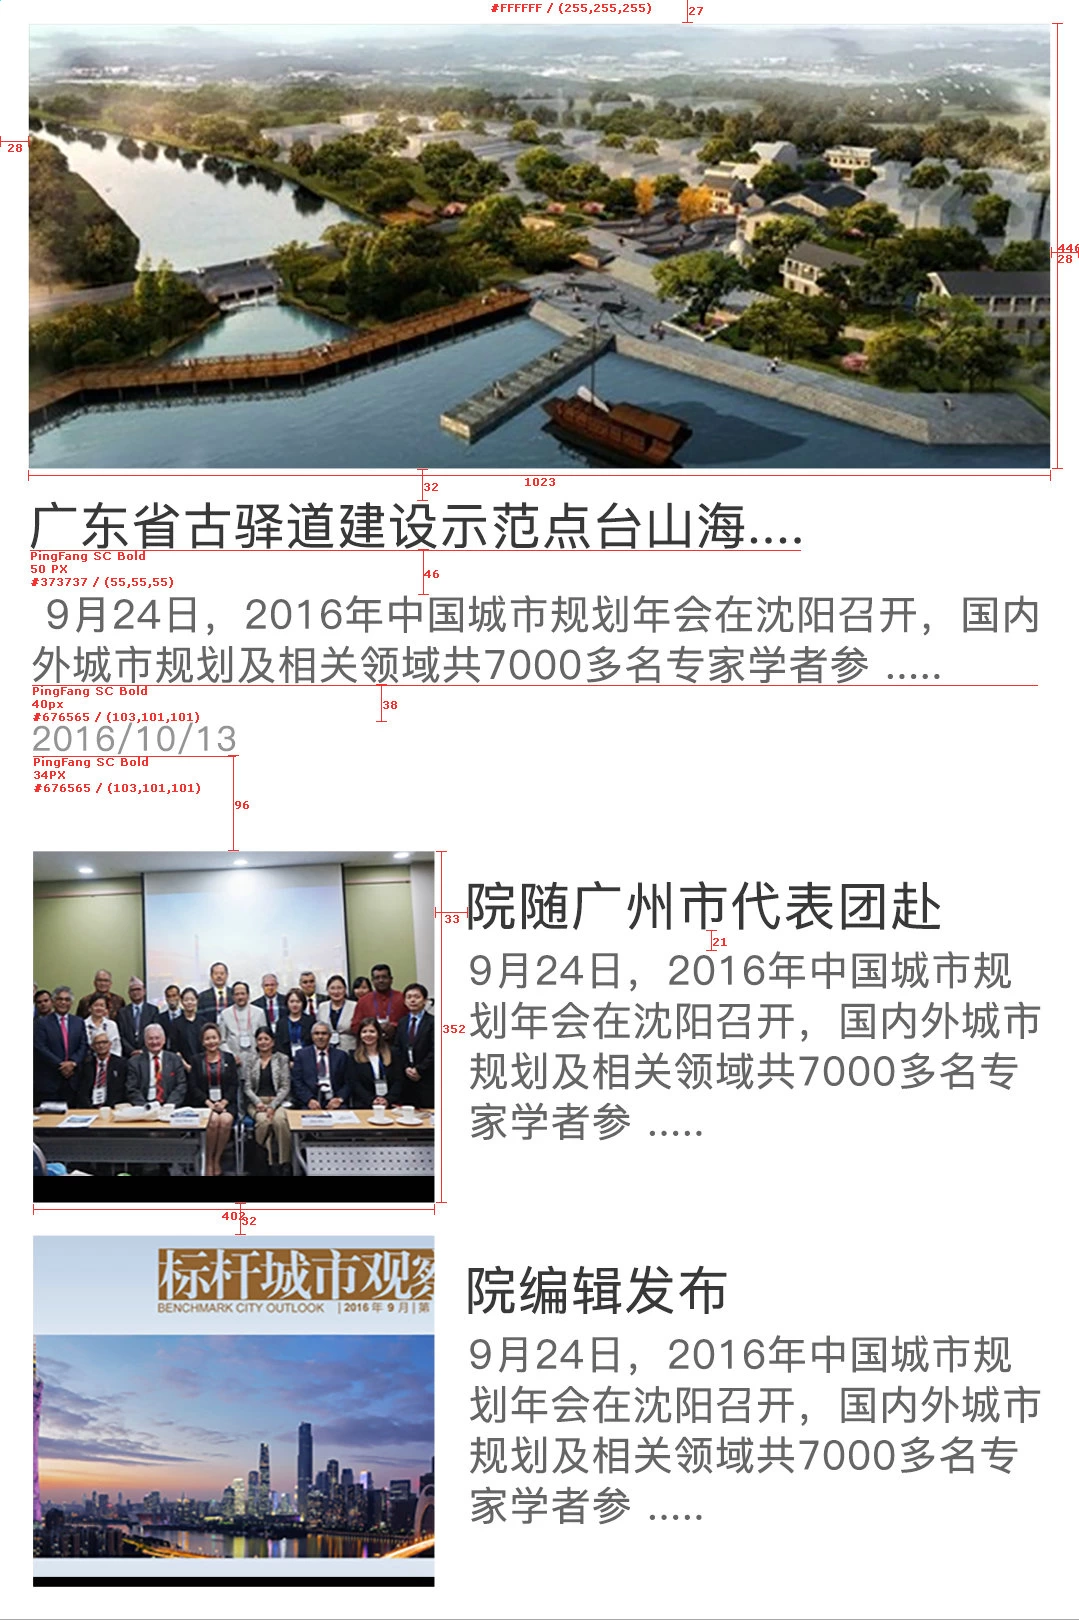 #FFFFFF / (255,255,255)
27
28
446
28
1023
32
广东省古驿道建设示范点台山海....
PingFang SC Bold
50 PX
#373737 / (55,55,55)
46
9月24日，2016年中国城市规划年会在沈阳召开，国内
外城市规划及相关领域共7000多名专家学者参 .....
PingFang SC Bold
40px
#676565 / (103,101,101)
38
2016/10/13
PingFang SC Bold
34PX
#676565 / (103,101,101)
96
33
院随广州市代表团赴
21
9月24日，2016年中国城市规
划年会在沈阳召开，国内外城市
352
规划及相关领域共7000多名专
家学者参 .....
402
32
标杆城市观察
BENCHMARK CITY OUTLOOK | 2016 年 9 月 | 第
院编辑发布
9月24日，2016年中国城市规
划年会在沈阳召开，国内外城市
规划及相关领域共7000多名专
家学者参 .....